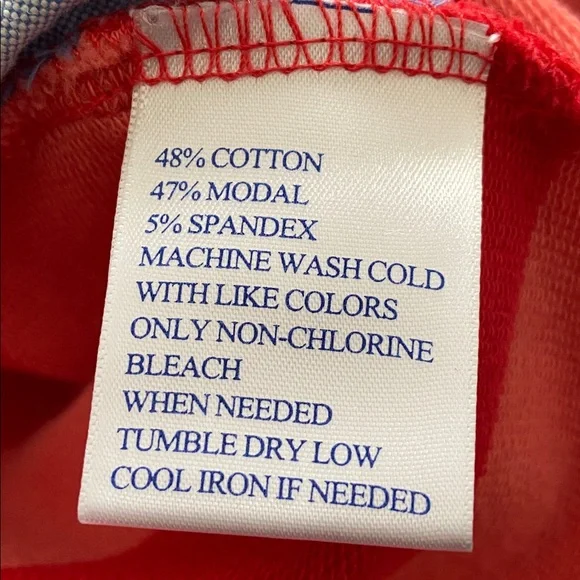 48% COTTON
47% MODAL
5% SPANDEX
MACHINE WASH COLD
WITH LIKE COLORS
ONLY NON-CHLORINE
BLEACH
WHEN NEEDED
TUMBLE DRY LOW
COOL IRON IF NEEDED